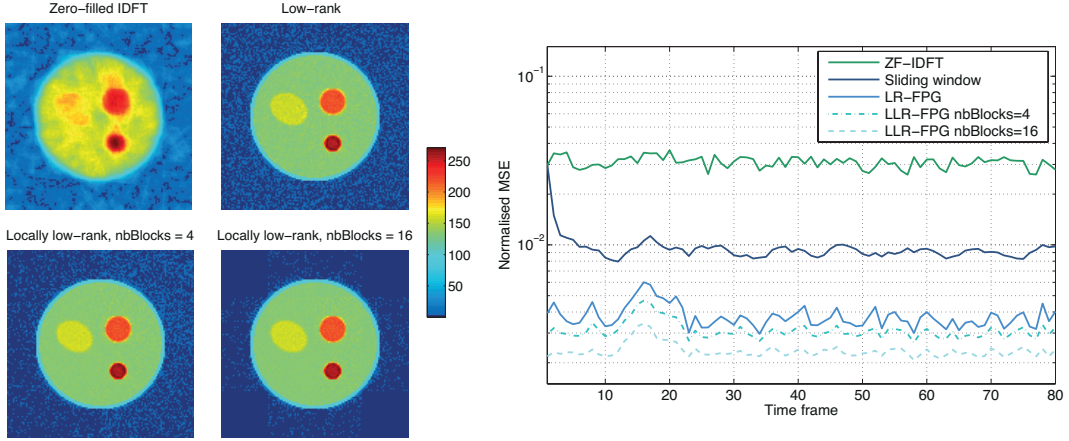 Zero−filled IDFT
Low−rank
Locally low−rank, nbBlocks = 4
Locally low−rank, nbBlocks = 16
250
200
150
100
50
Normalised MSE
10⁻¹
10⁻²
ZF−IDFT
Sliding window
LR−FPG
LLR−FPG nbBlocks=4
LLR−FPG nbBlocks=16
10 20 30 40 50 60 70 80
Time frame